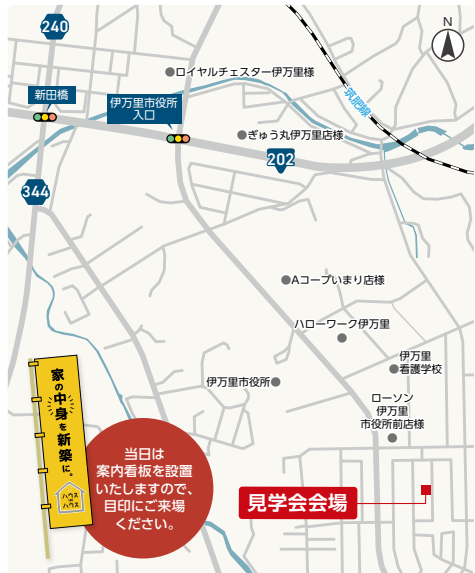 240
N
ロイヤルチェスター伊万里様
新田橋
伊万里市役所
入口
筑肥線
ぎゅう丸伊万里店様
202
344
Aコープいまり店様
ハローワーク伊万里
伊万里
看護学校
伊万里市役所
ローソン
伊万里
市役所前店様
家の中身を新築に。
ハウス
in
ハウス
当日は
案内看板を設置
いたしますので、
目印にご来場
ください。
見学会会場